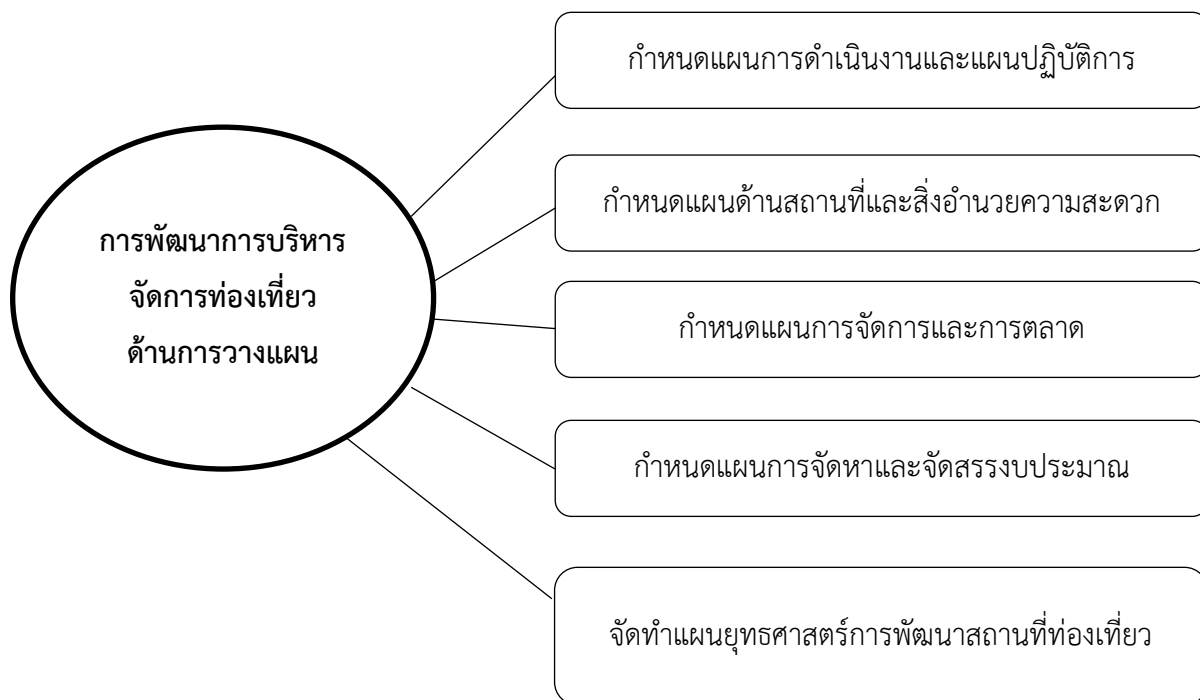 การพัฒนาการบริหาร
จัดการท่องเที่ยว
ด้านการวางแผน
กำหนดแผนการดำเนินงานและแผนปฏิบัติการ
กำหนดแผนด้านสถานที่และสิ่งอำนวยความสะดวก
กำหนดแผนการจัดการและการตลาด
กำหนดแผนการจัดหาและจัดสรรงบประมาณ
จัดทำแผนยุทธศาสตร์การพัฒนาสถานที่ท่องเที่ยว